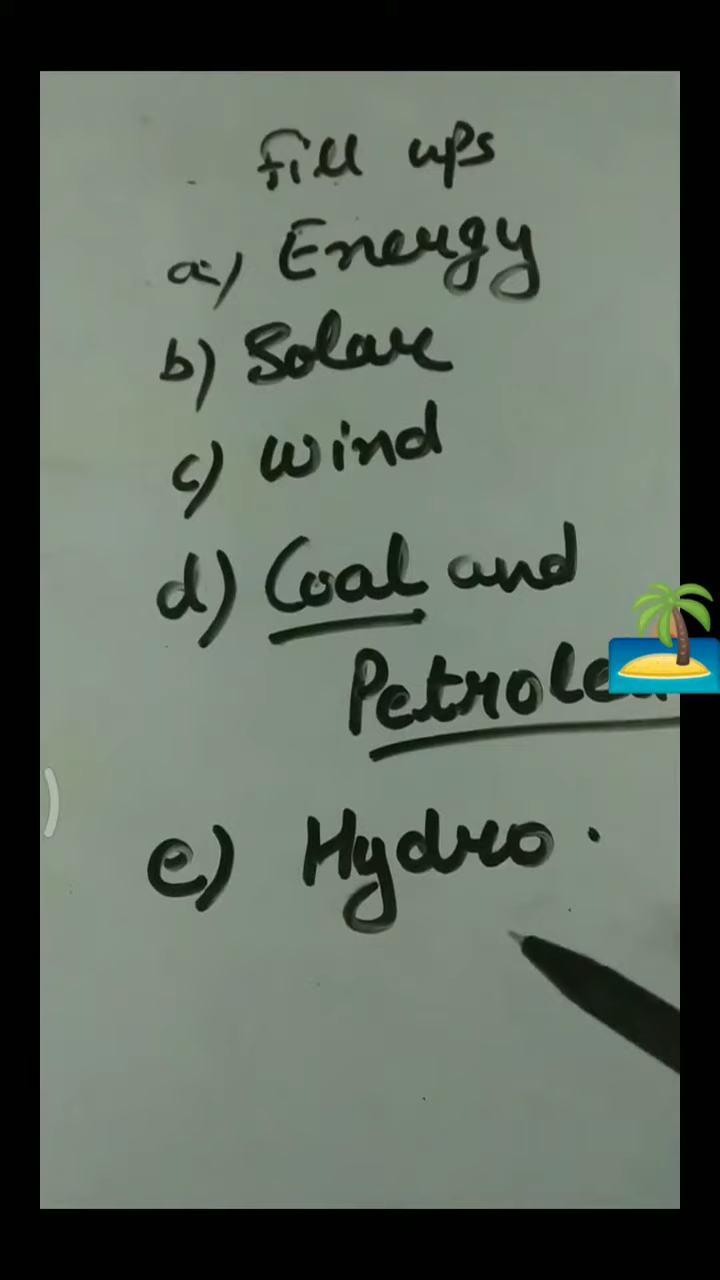 Fill ups
a) Energy
b) Solar
c) Wind
d) Coal and
e) Hydro.